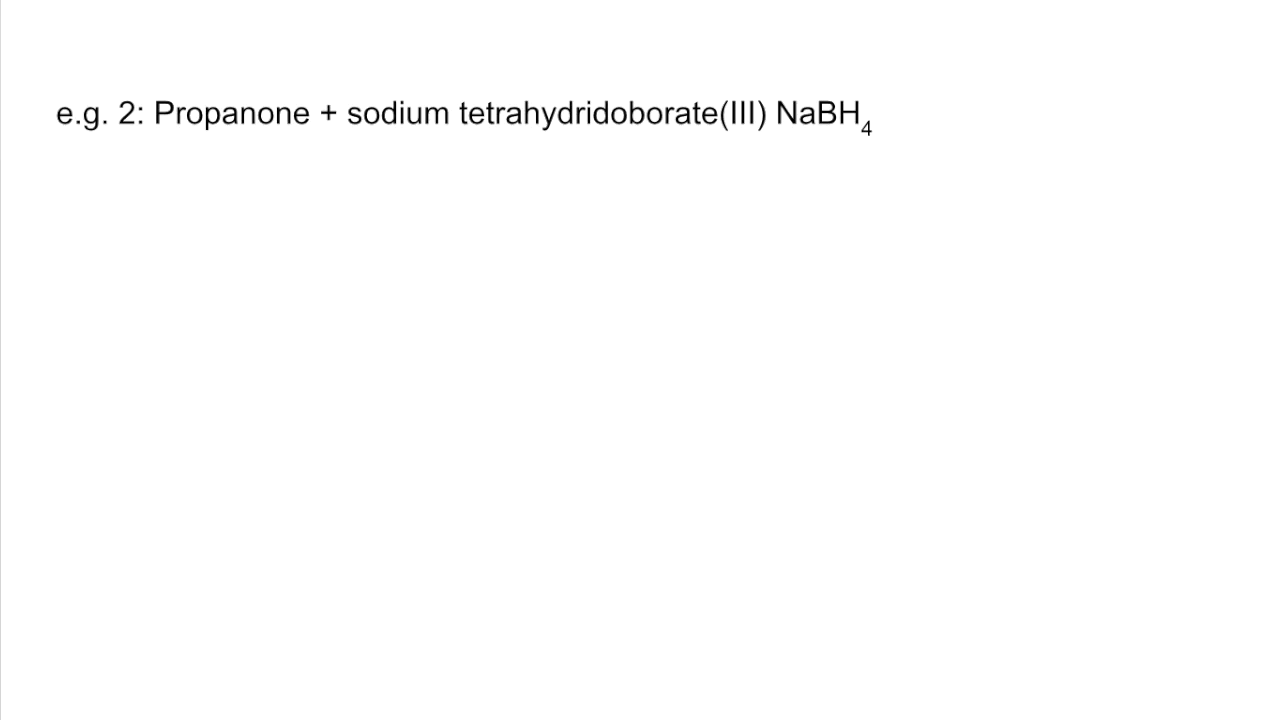 e.g. 2: Propanone + sodium tetrahydridoborate(III) NaBH₄